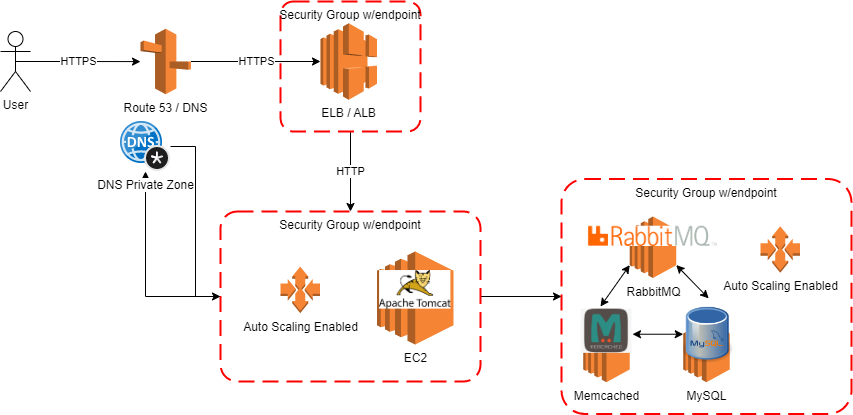 Security Group w/endpoint
HTTPS
HTTPS
User
Route 53 / DNS
ELB / ALB
DNS
DNS Private Zone
HTTP
Security Group w/endpoint
Auto Scaling Enabled
Apache Tomcat
EC2
Security Group w/endpoint
RabbitMQ
RabbitMQ
Auto Scaling Enabled
M
MEMCACHED
Memcached
MySQL